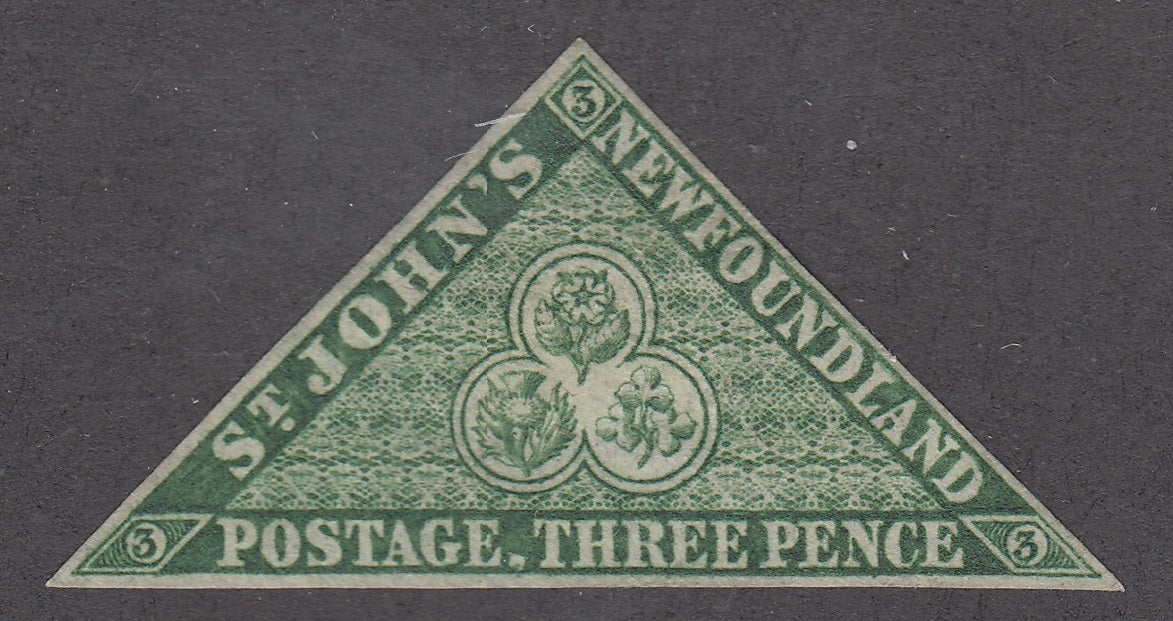 3
ST. JOHN'S
NEWFOUNDLAND
3
POSTAGE, THREE PENCE
3